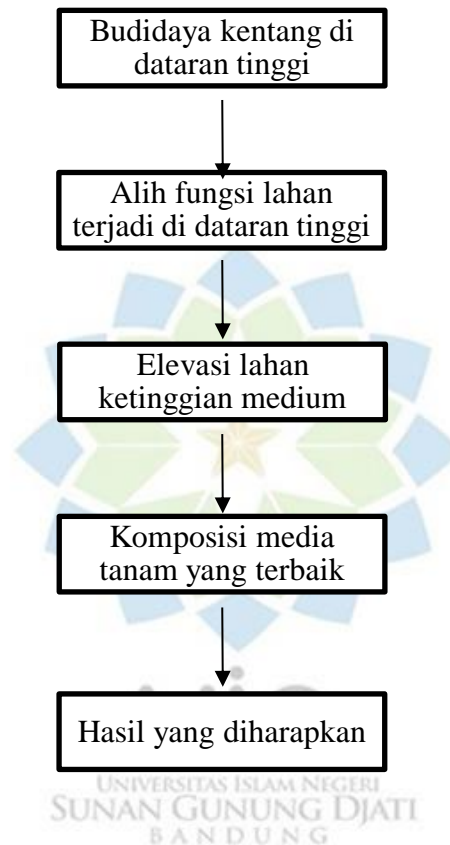 Budidaya kentang di
dataran tinggi
Alih fungsi lahan
terjadi di dataran tinggi
Elevasi lahan
ketinggian medium
Komposisi media
tanam yang terbaik
Hasil yang diharapkan
UNIVERSITAS ISLAM NEGERI
SUNAN GUNUNG DJATI
BANDUNG